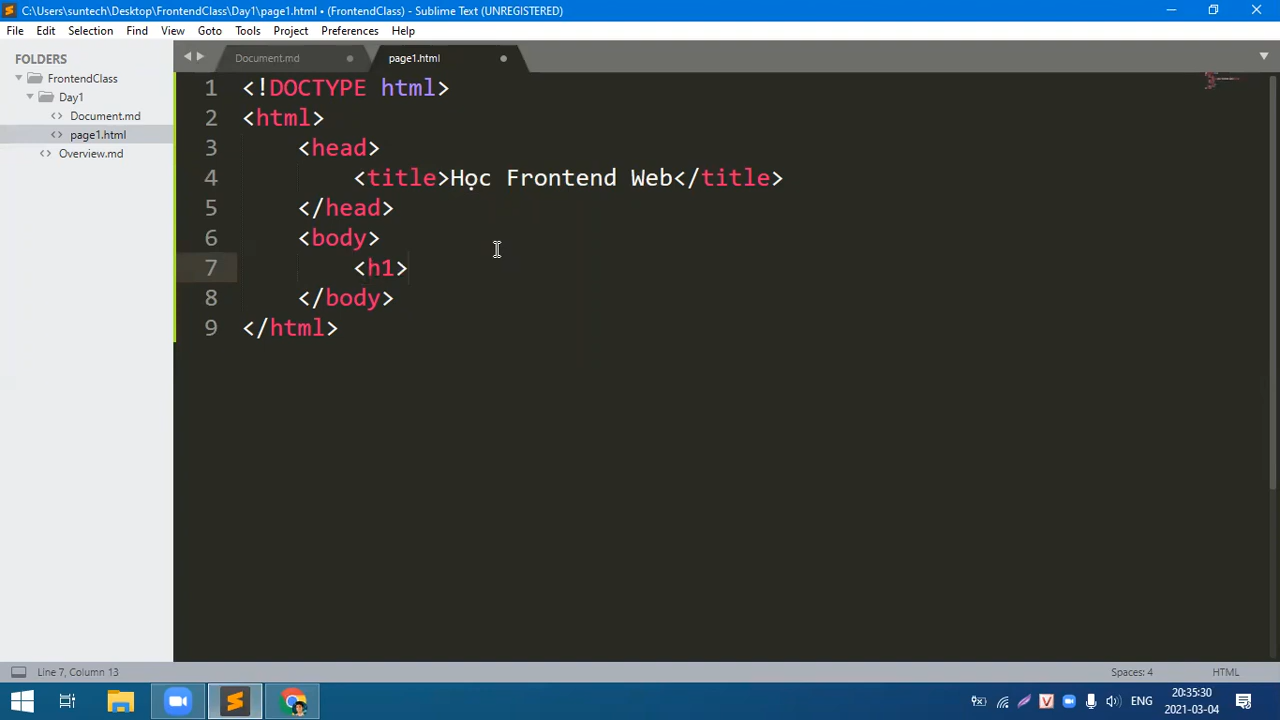 C:\Users\suntech\Desktop\FrontendClass\Day1\page1.html • (FrontendClass) - Sublime Text (UNREGISTERED)
File Edit Selection Find View Goto Tools Project Preferences Help
FOLDERS
FrontendClass
Day1
Document.md
page1.html
Overview.md
Document.md page1.html
1 <!DOCTYPE html>
2 <html>
3 <head>
4 <title>Học Frontend Web</title>
5 </head>
6 <body>
7 <h1>
8 </body>
9 </html>
Line 7, Column 13 Spaces: 4 HTML
V ENG 20:35:30
2021-03-04